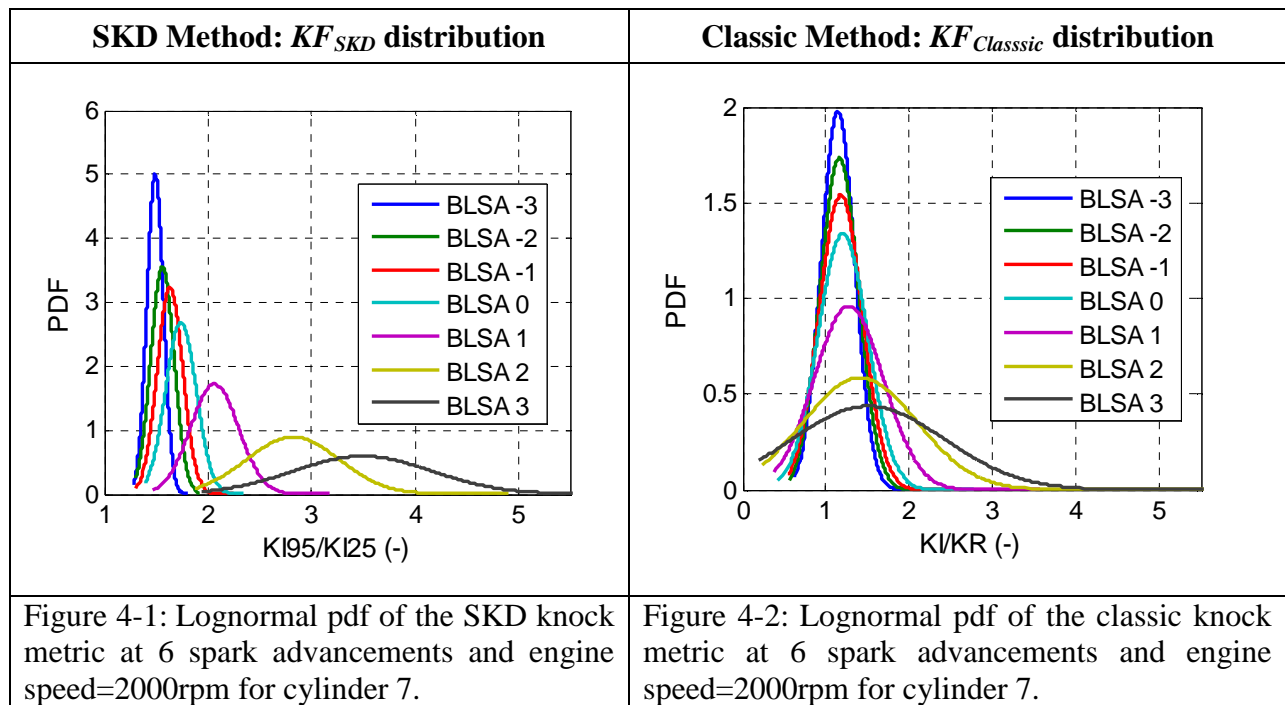 SKD Method: KFSKD distribution
Classic Method: KFClasssic distribution
6
5
4
3
2
1
0
PDF
1
2
3
4
5
KI95/KI25 (-)
BLSA -3
BLSA -2
BLSA -1
BLSA 0
BLSA 1
BLSA 2
BLSA 3
2
1.5
1
0.5
0
PDF
0
1
2
3
4
5
KI/KR (-)
BLSA -3
BLSA -2
BLSA -1
BLSA 0
BLSA 1
BLSA 2
BLSA 3
Figure 4-1: Lognormal pdf of the SKD knock
metric at 6 spark advancements and engine
speed=2000rpm for cylinder 7.
Figure 4-2: Lognormal pdf of the classic knock
metric at 6 spark advancements and engine
speed=2000rpm for cylinder 7.